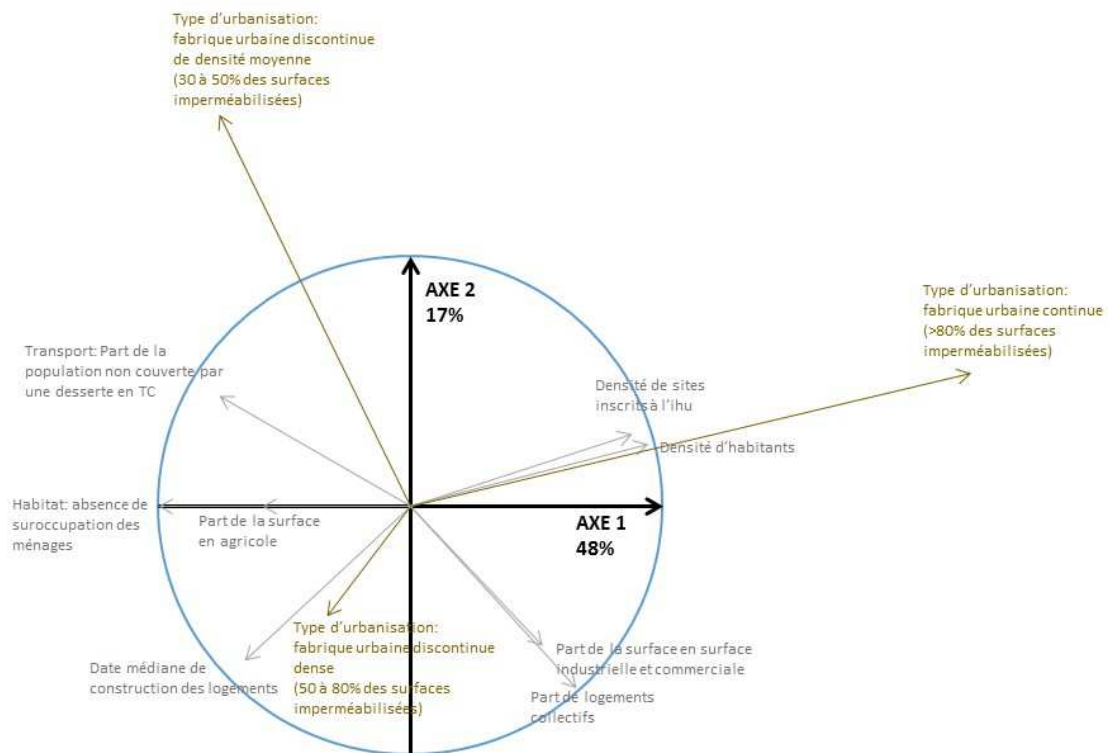 Type d'urbanisation:
fabrique urbaine discontinue
de densité moyenne
(30 à 50% des surfaces
imperméabilisées)
AXE 2
17%
Type d'urbanisation:
fabrique urbaine continue
(>80% des surfaces
imperméabilisées)
Transport: Part de la
population non couverte par
une desserte en TC
Densité de sites
inscrits à l'ihu
Densité d'habitants
Habitat: absence de
suroccupation des
ménages
Part de la surface
en agricole
AXE 1
48%
Type d'urbanisation:
fabrique urbaine discontinue
dense
(50 à 80% des surfaces
imperméabilisées)
Date médiane de
construction des logements
Part de la surface en surface
industrielle et commerciale
Part de logements
collectifs